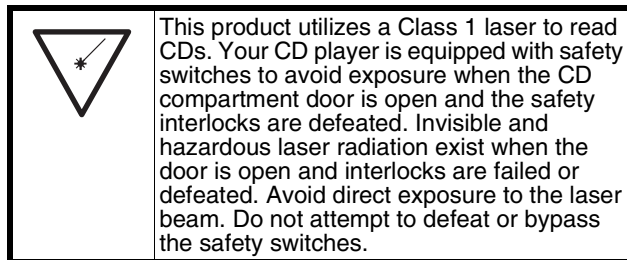 This product utilizes a Class 1 laser to read
CDs. Your CD player is equipped with safety
switches to avoid exposure when the CD
compartment door is open and the safety
interlocks are defeated. Invisible and
hazardous laser radiation exist when the
door is open and interlocks are failed or
defeated. Avoid direct exposure to the laser
beam. Do not attempt to defeat or bypass
the safety switches.